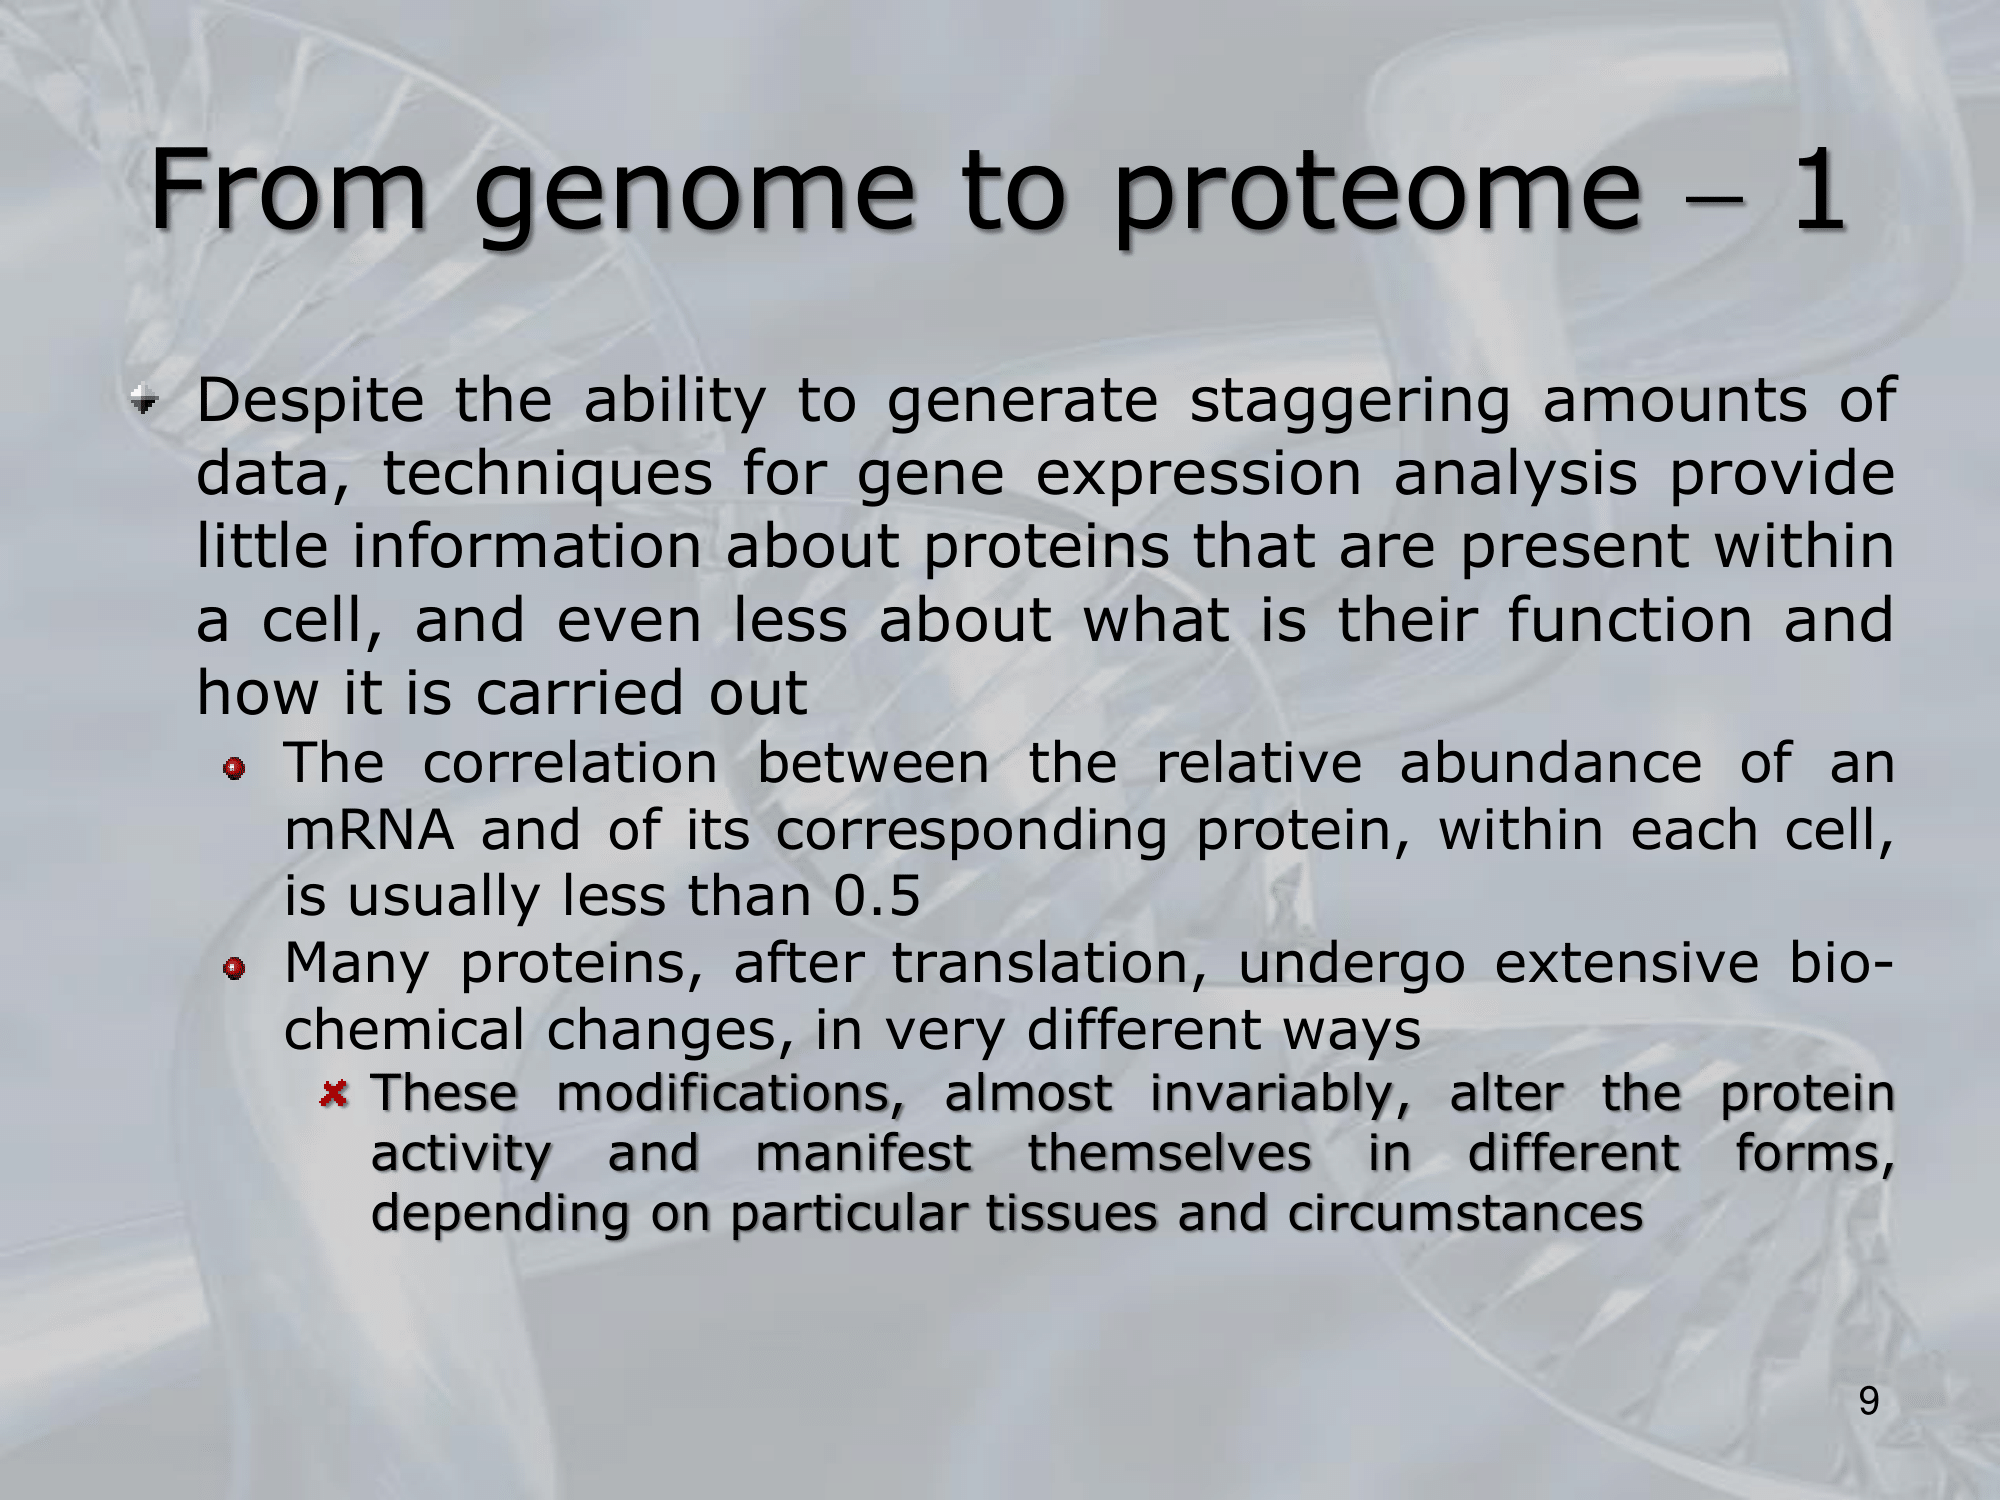 From genome to proteome – 1
Despite the ability to generate staggering amounts of
data, techniques for gene expression analysis provide
little information about proteins that are present within
a cell, and even less about what is their function and
how it is carried out
The correlation between the relative abundance of an
mRNA and of its corresponding protein, within each cell,
is usually less than 0.5
Many proteins, after translation, undergo extensive bio-
chemical changes, in very different ways
These modifications, almost invariably, alter the protein
activity and manifest themselves in different forms,
depending on particular tissues and circumstances
9